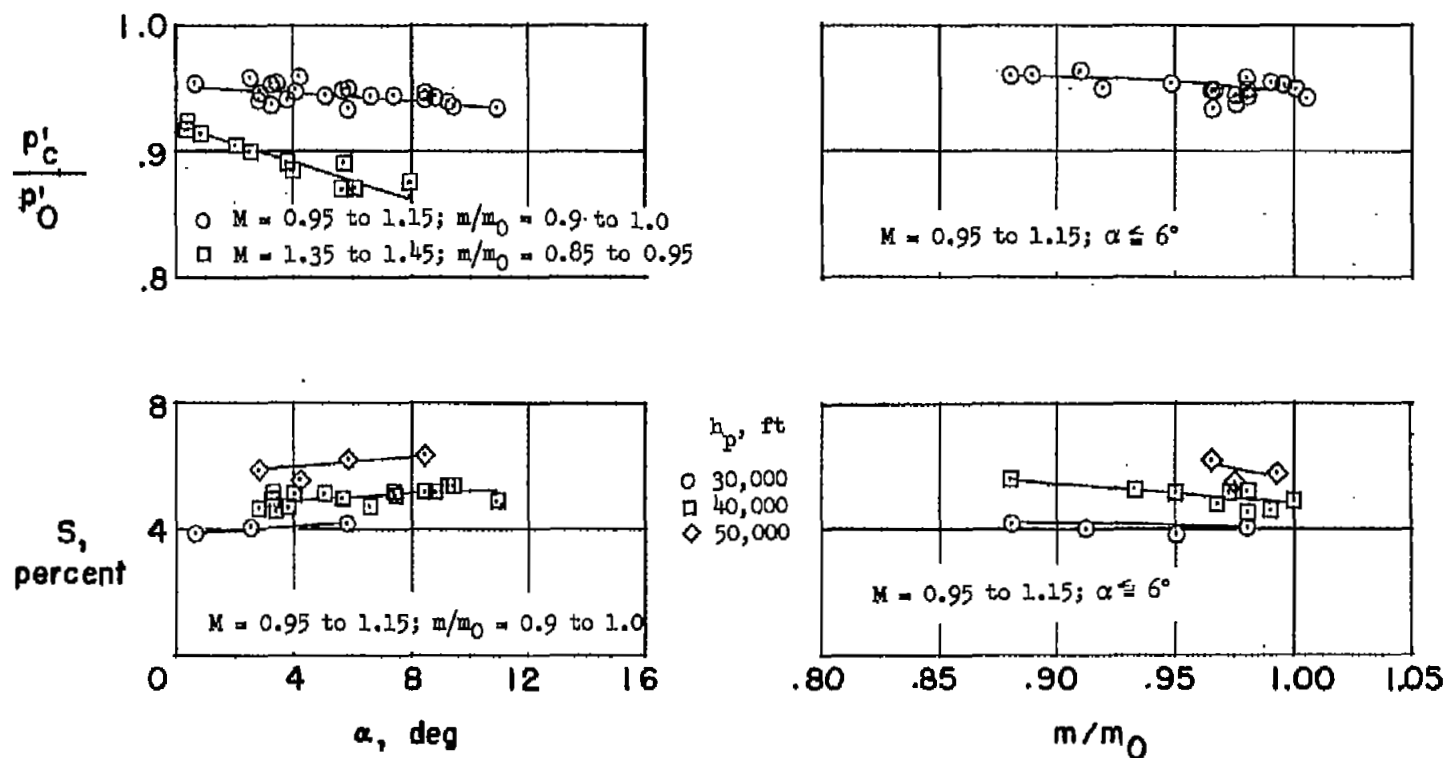 1.0
.9
.8
p'c
p'0
○ M = 0.95 to 1.15; m/m0 = 0.9 to 1.0
□ M = 1.35 to 1.45; m/m0 = 0.85 to 0.95
M = 0.95 to 1.15; α ≦ 6°
8
4
S,
percent
M = 0.95 to 1.15; m/m0 = 0.9 to 1.0
hp, ft
○ 30,000
□ 40,000
◇ 50,000
M = 0.95 to 1.15; α ≦ 6°
0 4 8 12 16
α, deg
.80 .85 .90 .95 1.00 1.05
m/m0